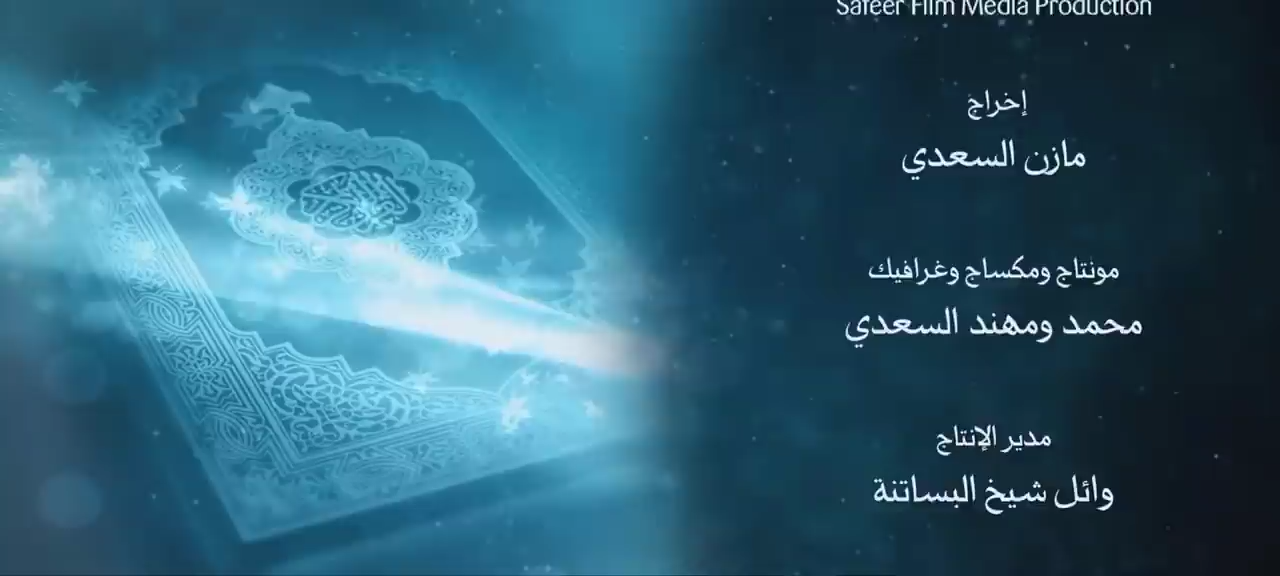 Safeer Film Media Production
إخراج
مازن السعدي
مونتاج ومكساج وغرافيك
محمد ومهند السعدي
مدير الإنتاج
وائل شيخ البساتنة